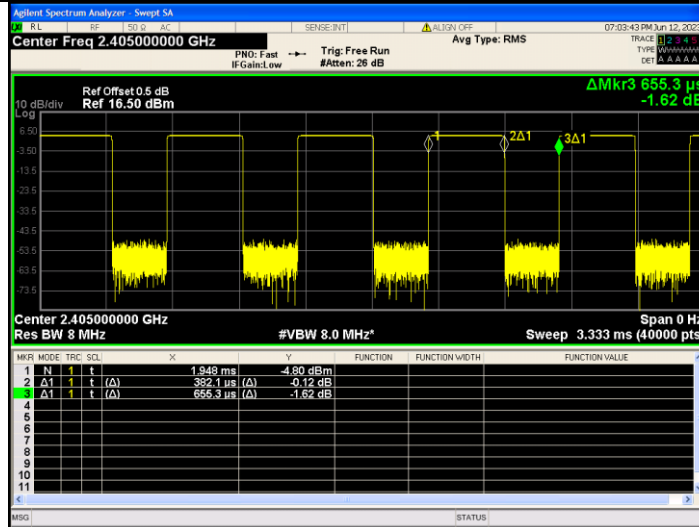 Agilent Spectrum Analyzer - Swept SA
RL RF 50 Ω AC SENSE:INT ALIGN OFF 07:03:43 PM Jun 12, 2023
Center Freq 2.405000000 GHz Avg Type: RMS TRACE 1 2 3 4 5
PNO: Fast Trig: Free Run TYPE
IFGain:Low #Atten: 26 dB DET A A A A A
ΔMkr3 655.3 µs
Ref Offset 0.5 dB
10 dB/div Ref 16.50 dBm -1.62 dB
Log
6.50
1 2Δ1 3Δ1
-3.50
-13.5
-23.5
-33.5
-43.5
-53.5
-63.5
-73.5
Center 2.405000000 GHz Span 0 Hz
Res BW 8 MHz #VBW 8.0 MHz* Sweep 3.333 ms (40000 pts
MKR MODE TRC SCL X Y FUNCTION FUNCTION WIDTH FUNCTION VALUE
1 N 1 t 1.948 ms -4.80 dBm
2 Δ1 1 t (Δ) 382.1 µs (Δ) -0.12 dB
3 Δ1 1 t (Δ) 655.3 µs (Δ) -1.62 dB
4
5
6
7
8
9
10
11
MSG STATUS